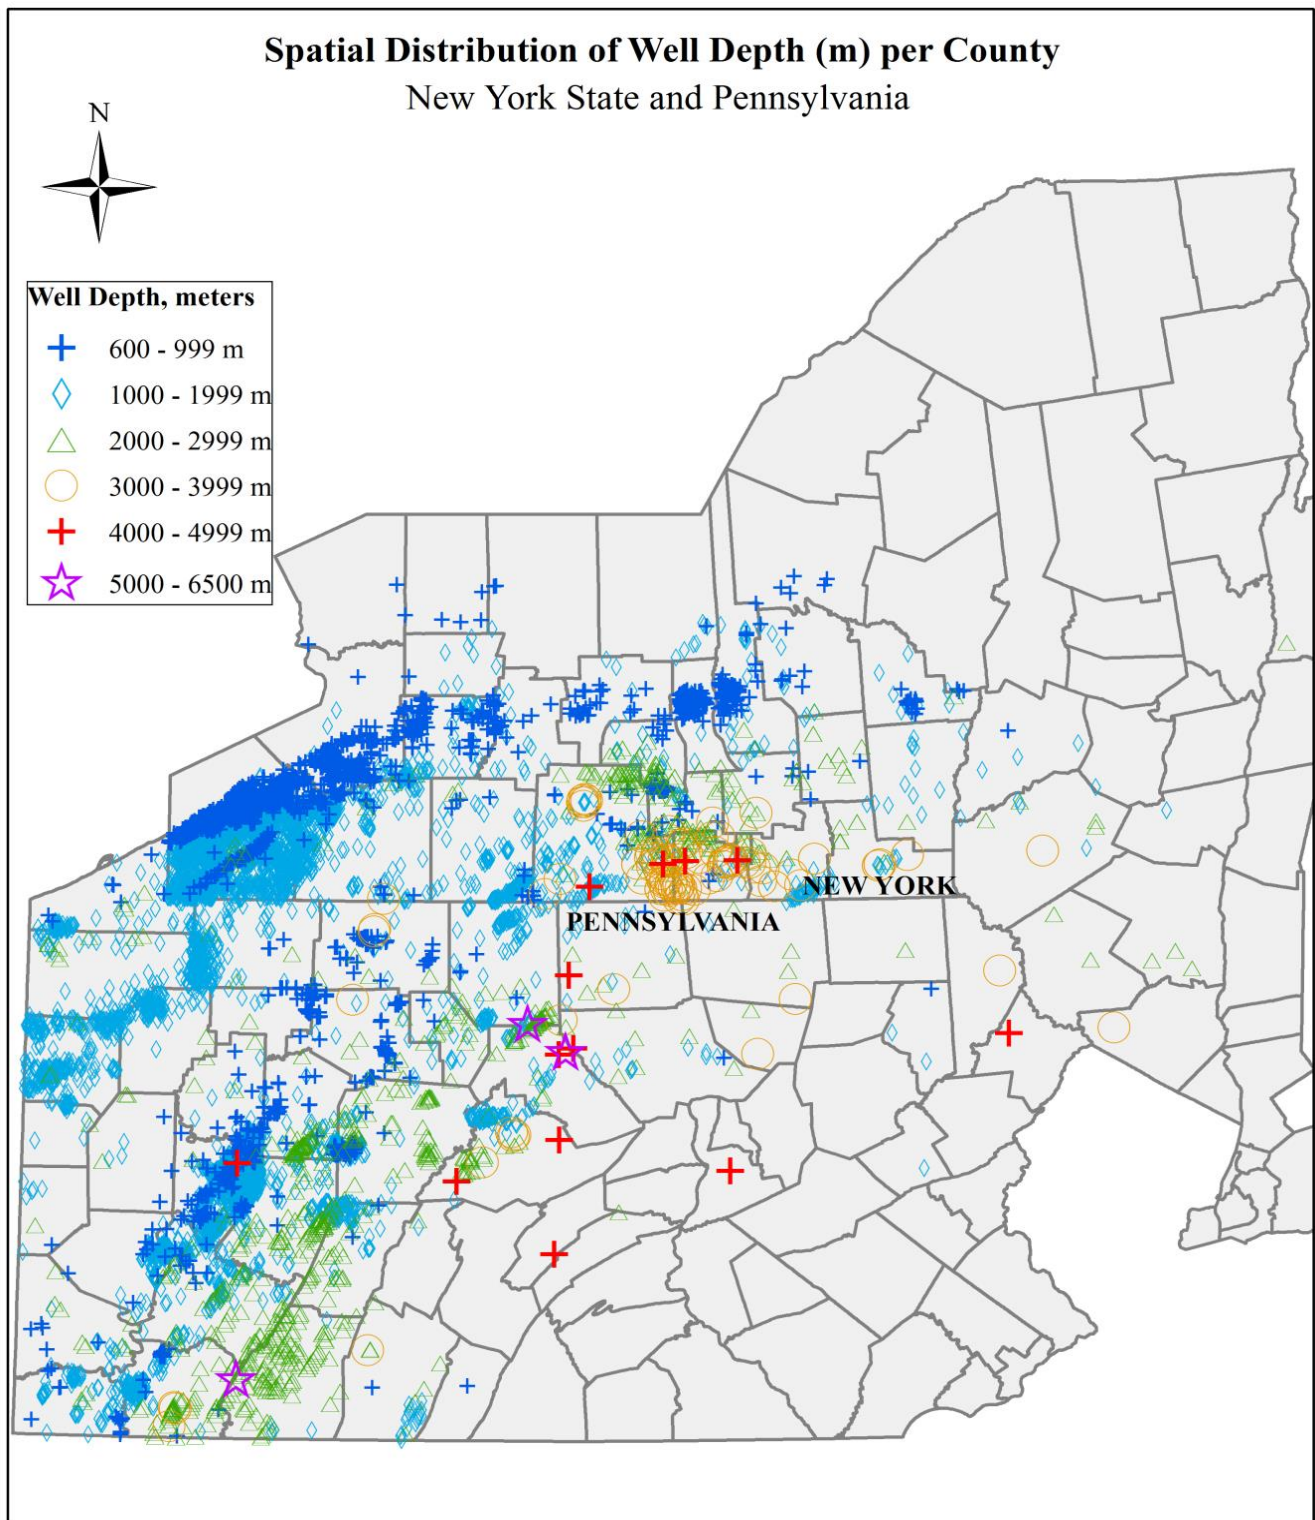 Spatial Distribution of Well Depth (m) per County
New York State and Pennsylvania
N
Well Depth, meters
600 - 999 m
1000 - 1999 m
2000 - 2999 m
3000 - 3999 m
4000 - 4999 m
5000 - 6500 m
NEW YORK
PENNSYLVANIA